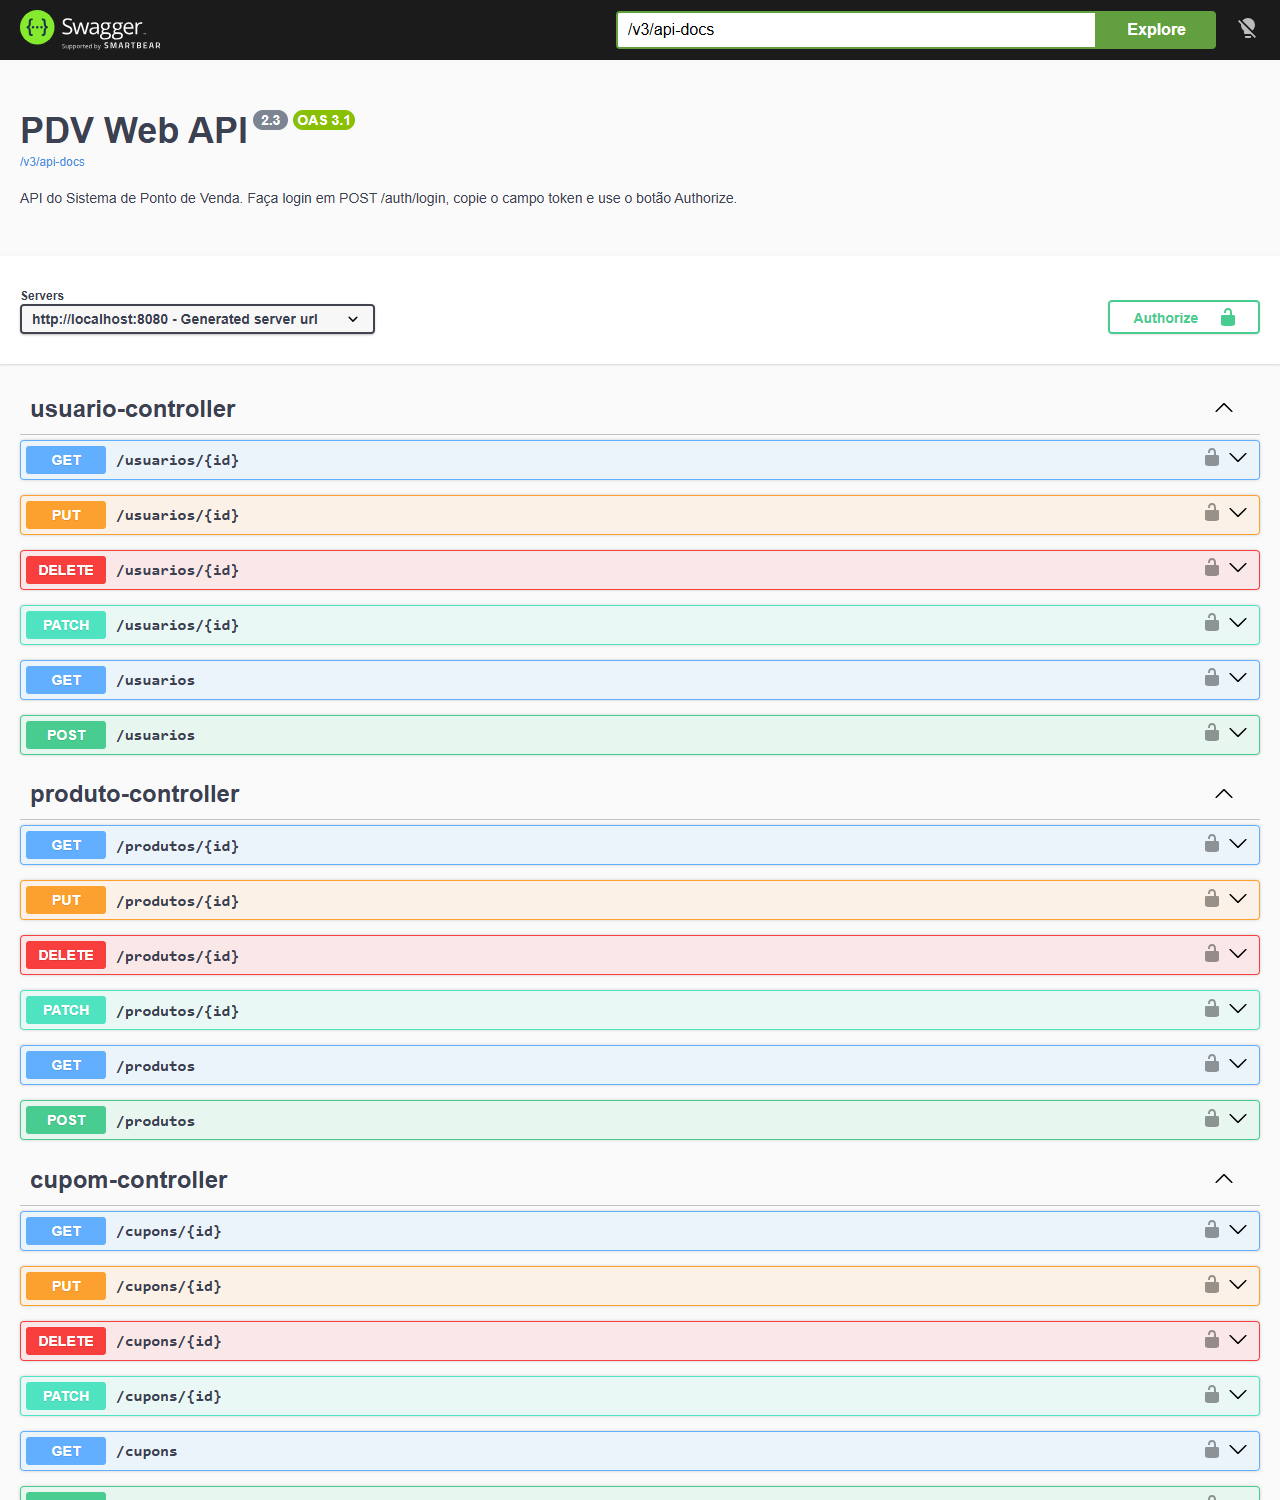 Swagger
Supported by SMARTBEAR
/v3/api-docs
Explore
PDV Web API 2.3 OAS 3.1
/v3/api-docs
API do Sistema de Ponto de Venda. Faça login em POST /auth/login, copie o campo token e use o botão Authorize.
Servers
http://localhost:8080 - Generated server url
Authorize
usuario-controller
GET /usuarios/{id}
PUT /usuarios/{id}
DELETE /usuarios/{id}
PATCH /usuarios/{id}
GET /usuarios
POST /usuarios
produto-controller
GET /produtos/{id}
PUT /produtos/{id}
DELETE /produtos/{id}
PATCH /produtos/{id}
GET /produtos
POST /produtos
cupom-controller
GET /cupons/{id}
PUT /cupons/{id}
DELETE /cupons/{id}
PATCH /cupons/{id}
GET /cupons